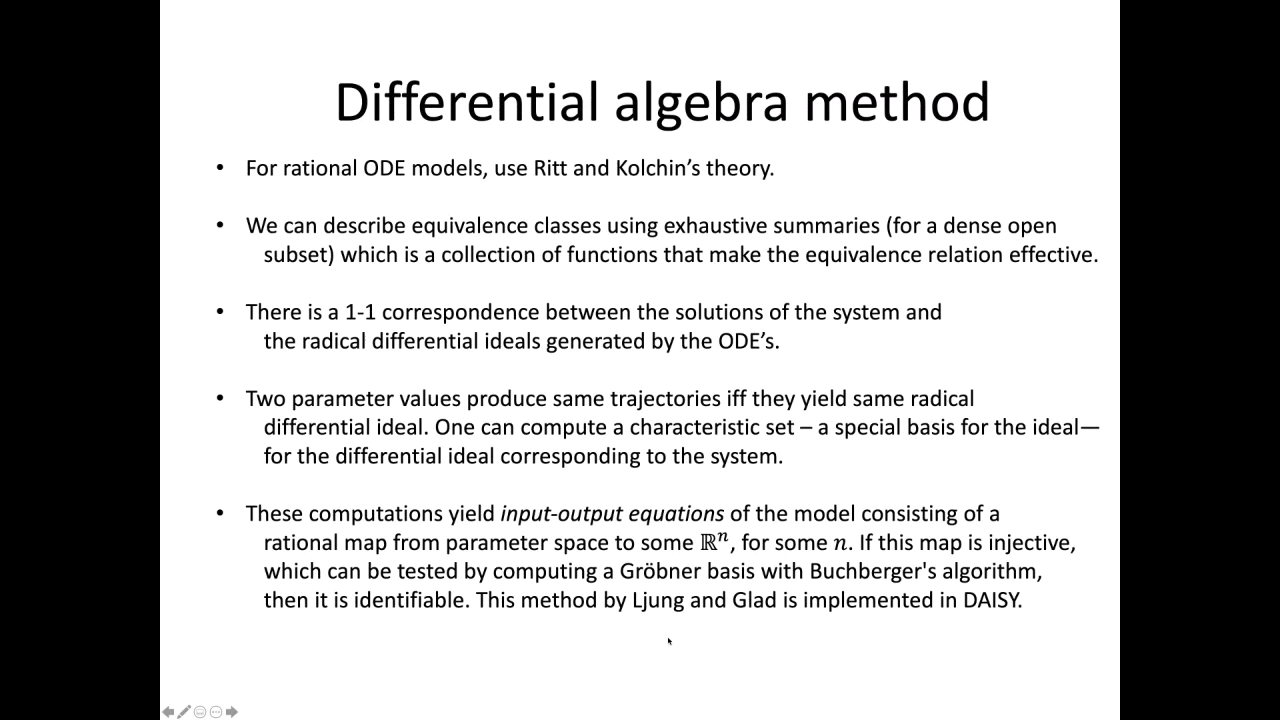 Differential algebra method
• For rational ODE models, use Ritt and Kolchin’s theory.
• We can describe equivalence classes using exhaustive summaries (for a dense open
subset) which is a collection of functions that make the equivalence relation effective.
• There is a 1-1 correspondence between the solutions of the system and
the radical differential ideals generated by the ODE’s.
• Two parameter values produce same trajectories iff they yield same radical
differential ideal. One can compute a characteristic set – a special basis for the ideal—
for the differential ideal corresponding to the system.
• These computations yield input-output equations of the model consisting of a
rational map from parameter space to some ℝⁿ, for some 𝑛. If this map is injective,
which can be tested by computing a Gröbner basis with Buchberger's algorithm,
then it is identifiable. This method by Ljung and Glad is implemented in DAISY.